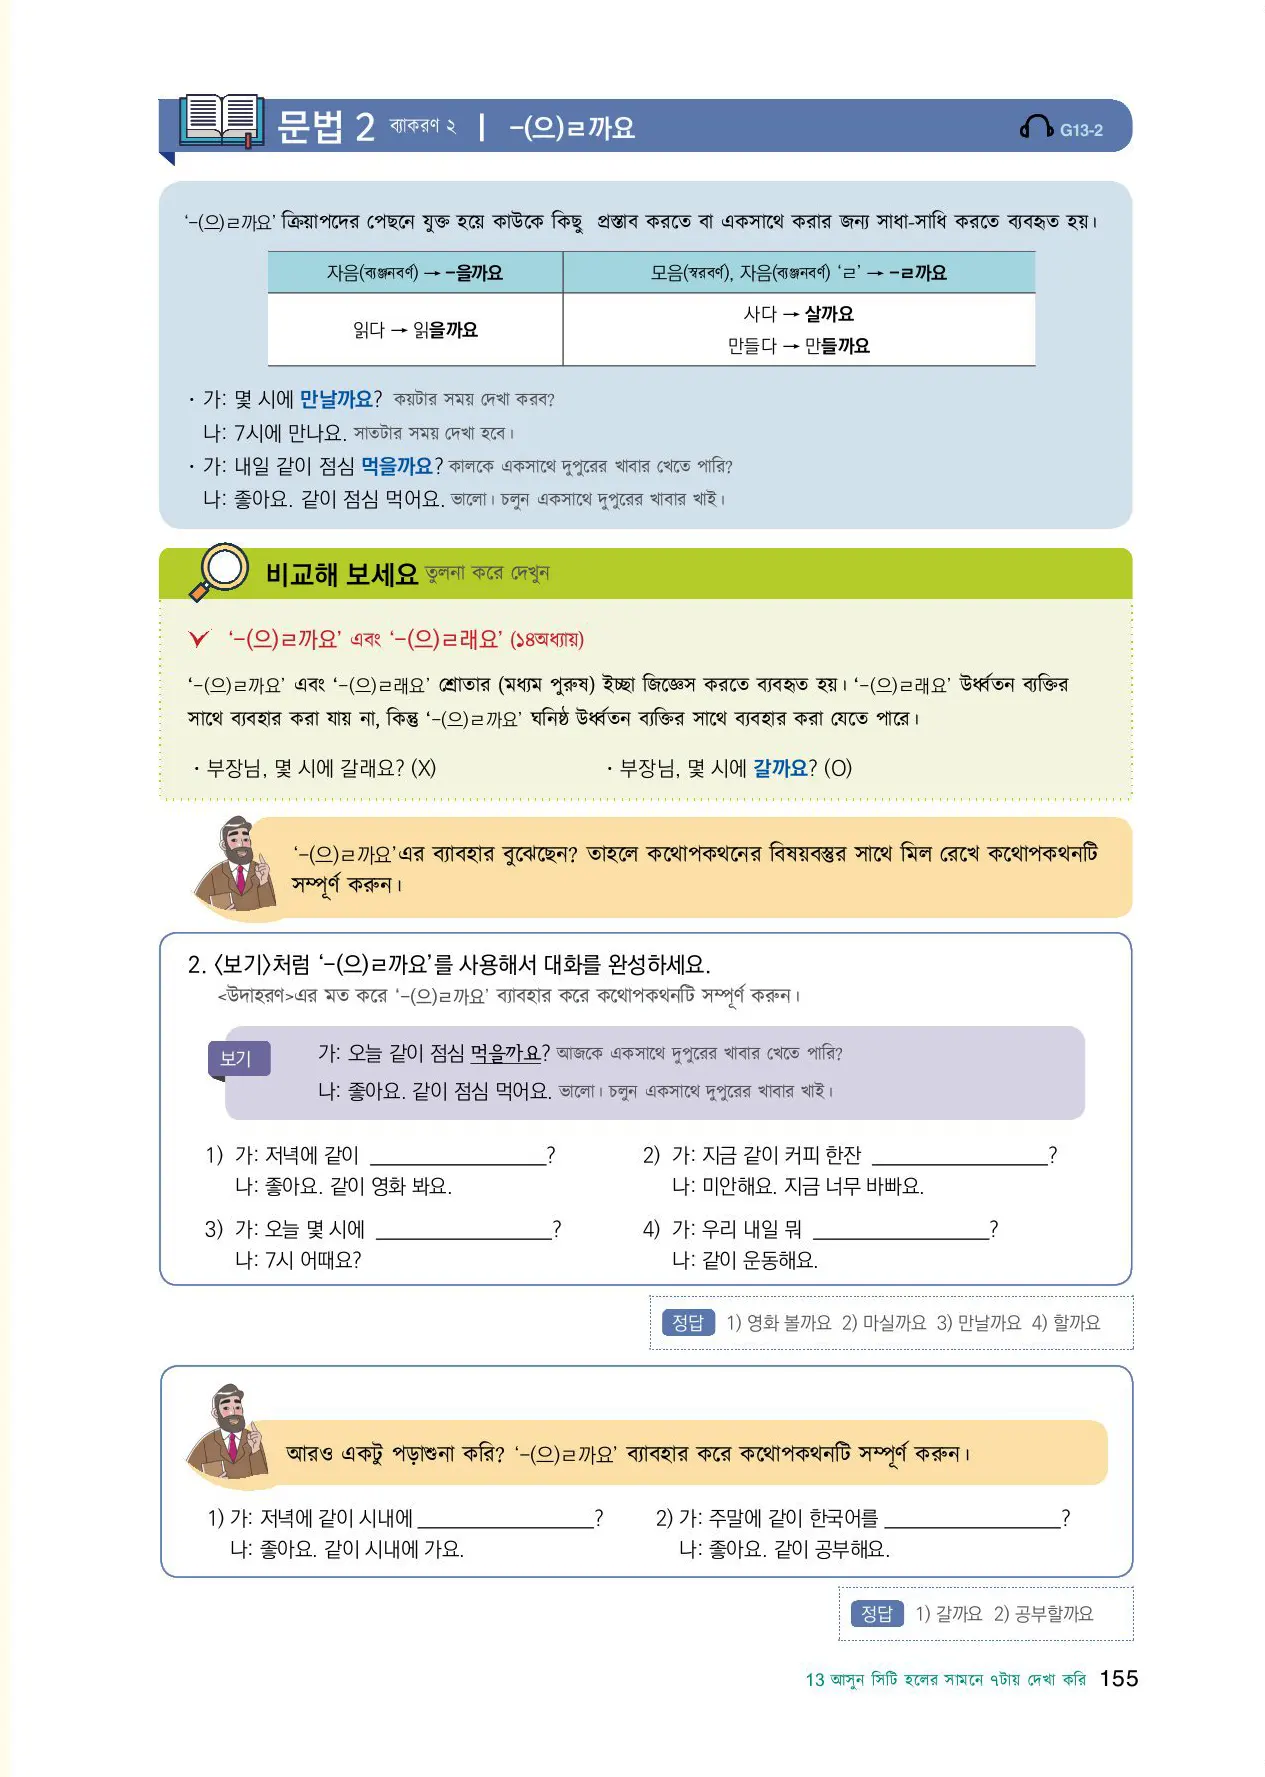 문법 2 ব্যাকরণ ২ | -(으)ㄹ까요
G13-2
‘-(으)ㄹ까요’ ক্রিয়াপদের পেছনে যুক্ত হয়ে কাউকে কিছু প্রস্তাব করতে বা একসাথে করার জন্য সাধা-সাধি করতে ব্যবহৃত হয়।
자음(ব্যঞ্জনবর্ণ) → -을까요
모음(স্বরবর্ণ), 자음(ব্যঞ্জনবর্ণ) ‘ㄹ’ → -ㄹ까요
읽다 → 읽을까요
사다 → 살까요
만들다 → 만들까요
· 가: 몇 시에 만날까요? কয়টার সময় দেখা করব?
나: 7시에 만나요. সাতটার সময় দেখা হবে।
· 가: 내일 같이 점심 먹을까요? কালকে একসাথে দুপুরের খাবার খেতে পারি?
나: 좋아요. 같이 점심 먹어요. ভালো। চলুন একসাথে দুপুরের খাবার খাই।
비교해 보세요 তুলনা করে দেখুন
‘-(으)ㄹ까요’ এবং ‘-(으)ㄹ래요’ (১৪অধ্যায়)
‘-(으)ㄹ까요’ এবং ‘-(으)ㄹ래요’ শ্রোতার (মধ্যম পুরুষ) ইচ্ছা জিজ্ঞেস করতে ব্যবহৃত হয়। ‘-(으)ㄹ래요’ উর্ধ্বতন ব্যক্তির
সাথে ব্যবহার করা যায় না, কিন্তু ‘-(으)ㄹ까요’ ঘনিষ্ঠ উর্ধ্বতন ব্যক্তির সাথে ব্যবহার করা যেতে পারে।
· 부장님, 몇 시에 갈래요? (X)
· 부장님, 몇 시에 갈까요? (O)
‘-(으)ㄹ까요’এর ব্যাবহার বুঝেছেন? তাহলে কথোপকথনের বিষয়বস্তুর সাথে মিল রেখে কথোপকথনটি
সম্পূর্ণ করুন।
2. 〈보기〉처럼 ‘-(으)ㄹ까요’를 사용해서 대화를 완성하세요.
<উদাহরণ>এর মত করে ‘-(으)ㄹ까요’ ব্যাবহার করে কথোপকথনটি সম্পূর্ণ করুন।
보기
가: 오늘 같이 점심 먹을까요? আজকে একসাথে দুপুরের খাবার খেতে পারি?
나: 좋아요. 같이 점심 먹어요. ভালো। চলুন একসাথে দুপুরের খাবার খাই।
1) 가: 저녁에 같이 ________________?
나: 좋아요. 같이 영화 봐요.
2) 가: 지금 같이 커피 한잔 ________________?
나: 미안해요. 지금 너무 바빠요.
3) 가: 오늘 몇 시에 ________________?
나: 7시 어때요?
4) 가: 우리 내일 뭐 ________________?
나: 같이 운동해요.
정답 1) 영화 볼까요 2) 마실까요 3) 만날까요 4) 할까요
আরও একটু পড়াশুনা করি? ‘-(으)ㄹ까요’ ব্যাবহার করে কথোপকথনটি সম্পূর্ণ করুন।
1) 가: 저녁에 같이 시내에 ________________?
나: 좋아요. 같이 시내에 가요.
2) 가: 주말에 같이 한국어를 ________________?
나: 좋아요. 같이 공부해요.
정답 1) 갈까요 2) 공부할까요
13 আসুন সিটি হলের সামনে ৭টায় দেখা করি 155